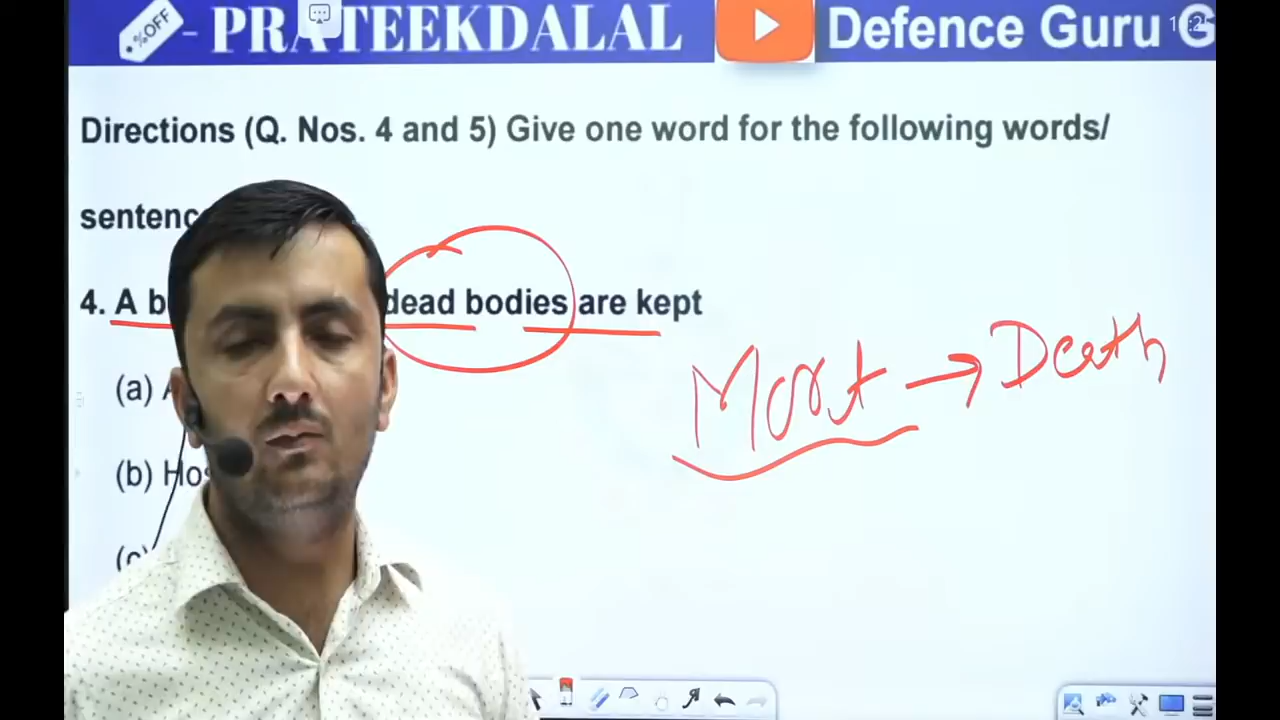 %OFF - PRATEEKDALAL Defence Guru G
Directions (Q. Nos. 4 and 5) Give one word for the following words/
sentenc
4. A b dead bodies are kept
Mort → Death
(a) A
(b) Hos
(c)